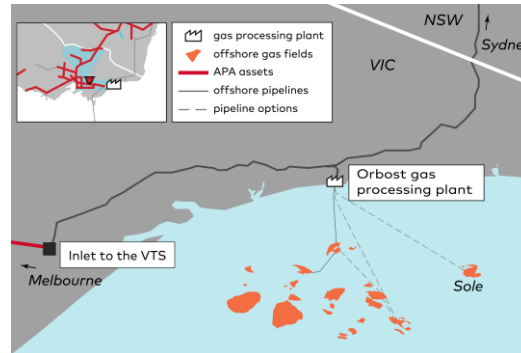 NSW
Sydne
VIC
gas processing plant
offshore gas fields
APA assets
offshore pipelines
pipeline options
Orbost gas
processing plant
Inlet to the VTS
Melbourne
Sole